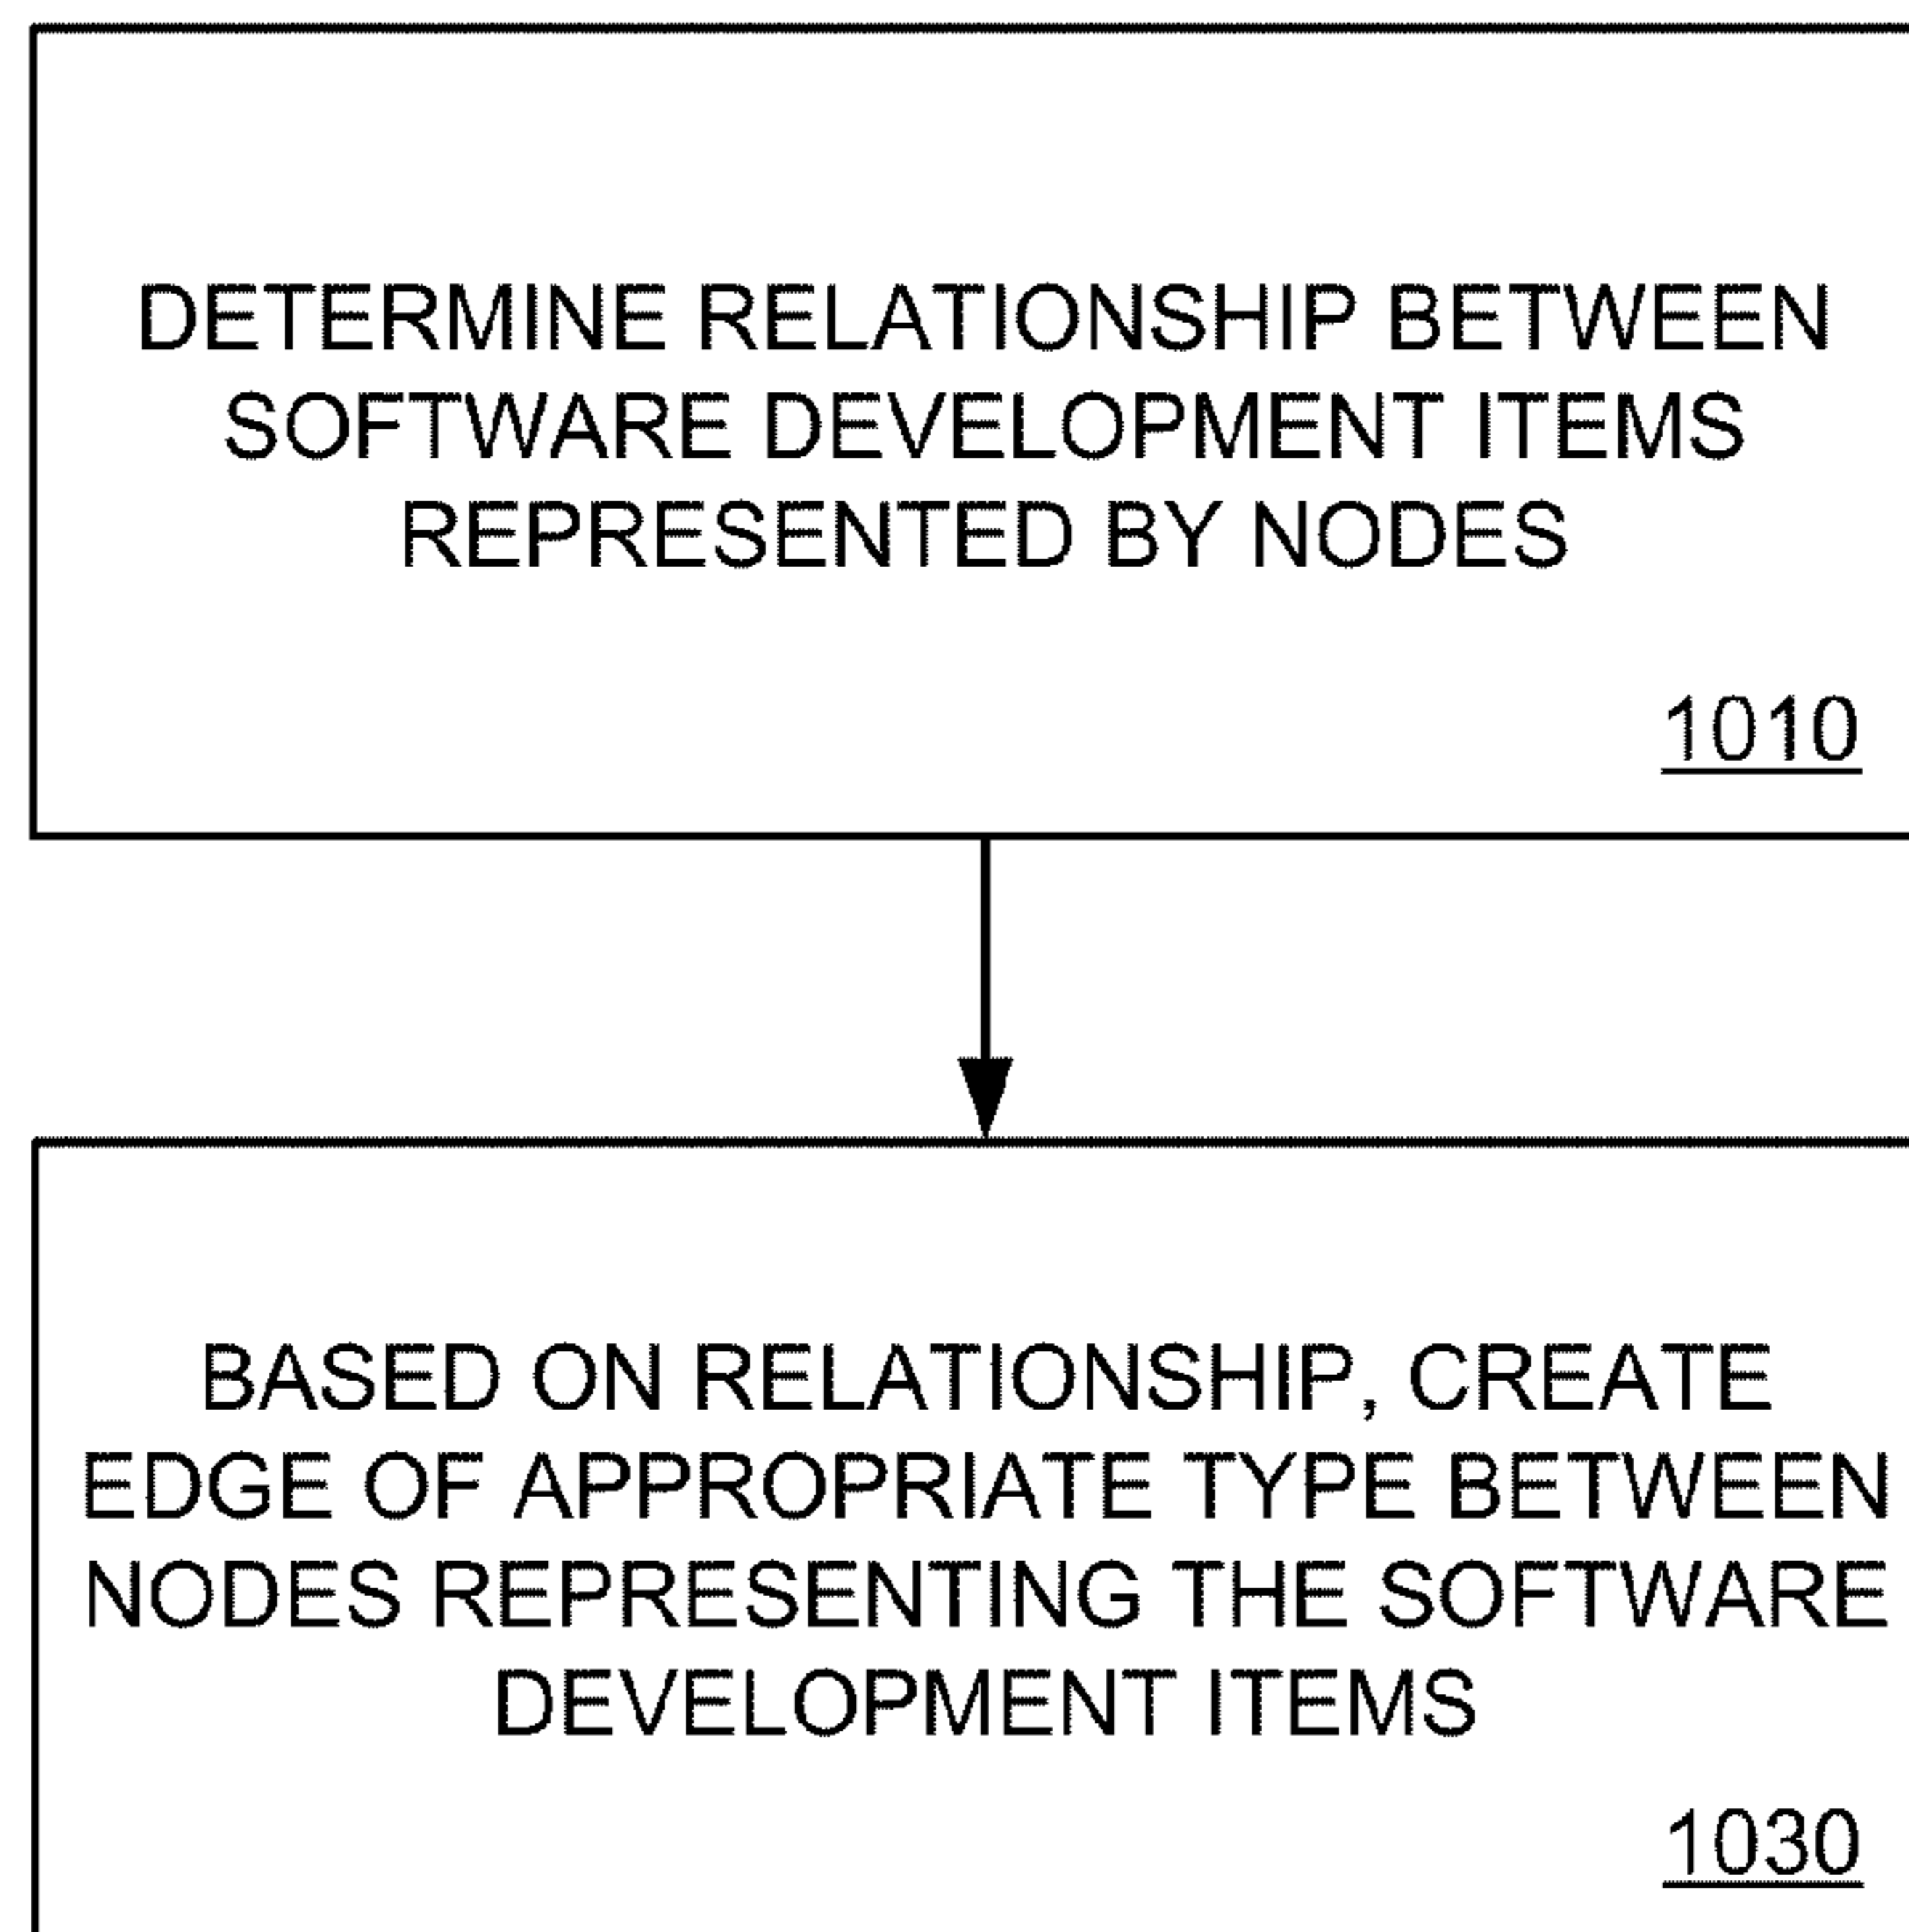 DETERMINE RELATIONSHIP BETWEEN
SOFTWARE DEVELOPMENT ITEMS
REPRESENTED BY NODES
1010
BASED ON RELATIONSHIP, CREATE
EDGE OF APPROPRIATE TYPE BETWEEN
NODES REPRESENTING THE SOFTWARE
DEVELOPMENT ITEMS
1030